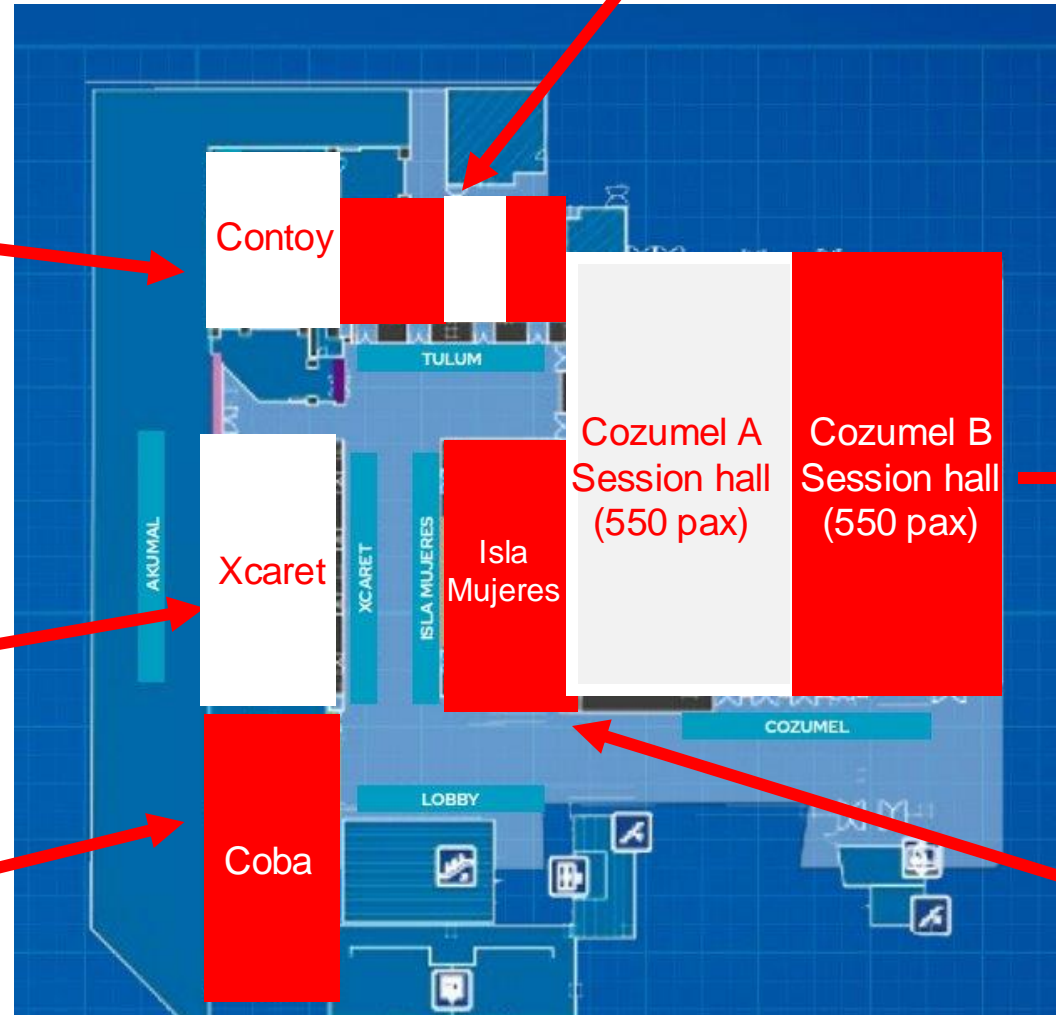 Contoy
TULUM
Cozumel A
Session hall
(550 pax)
Cozumel B
Session hall
(550 pax)
AKUMAL
Xcaret
XCARET
ISLA MUJERES
Isla
Mujeres
COZUMEL
LOBBY
Coba